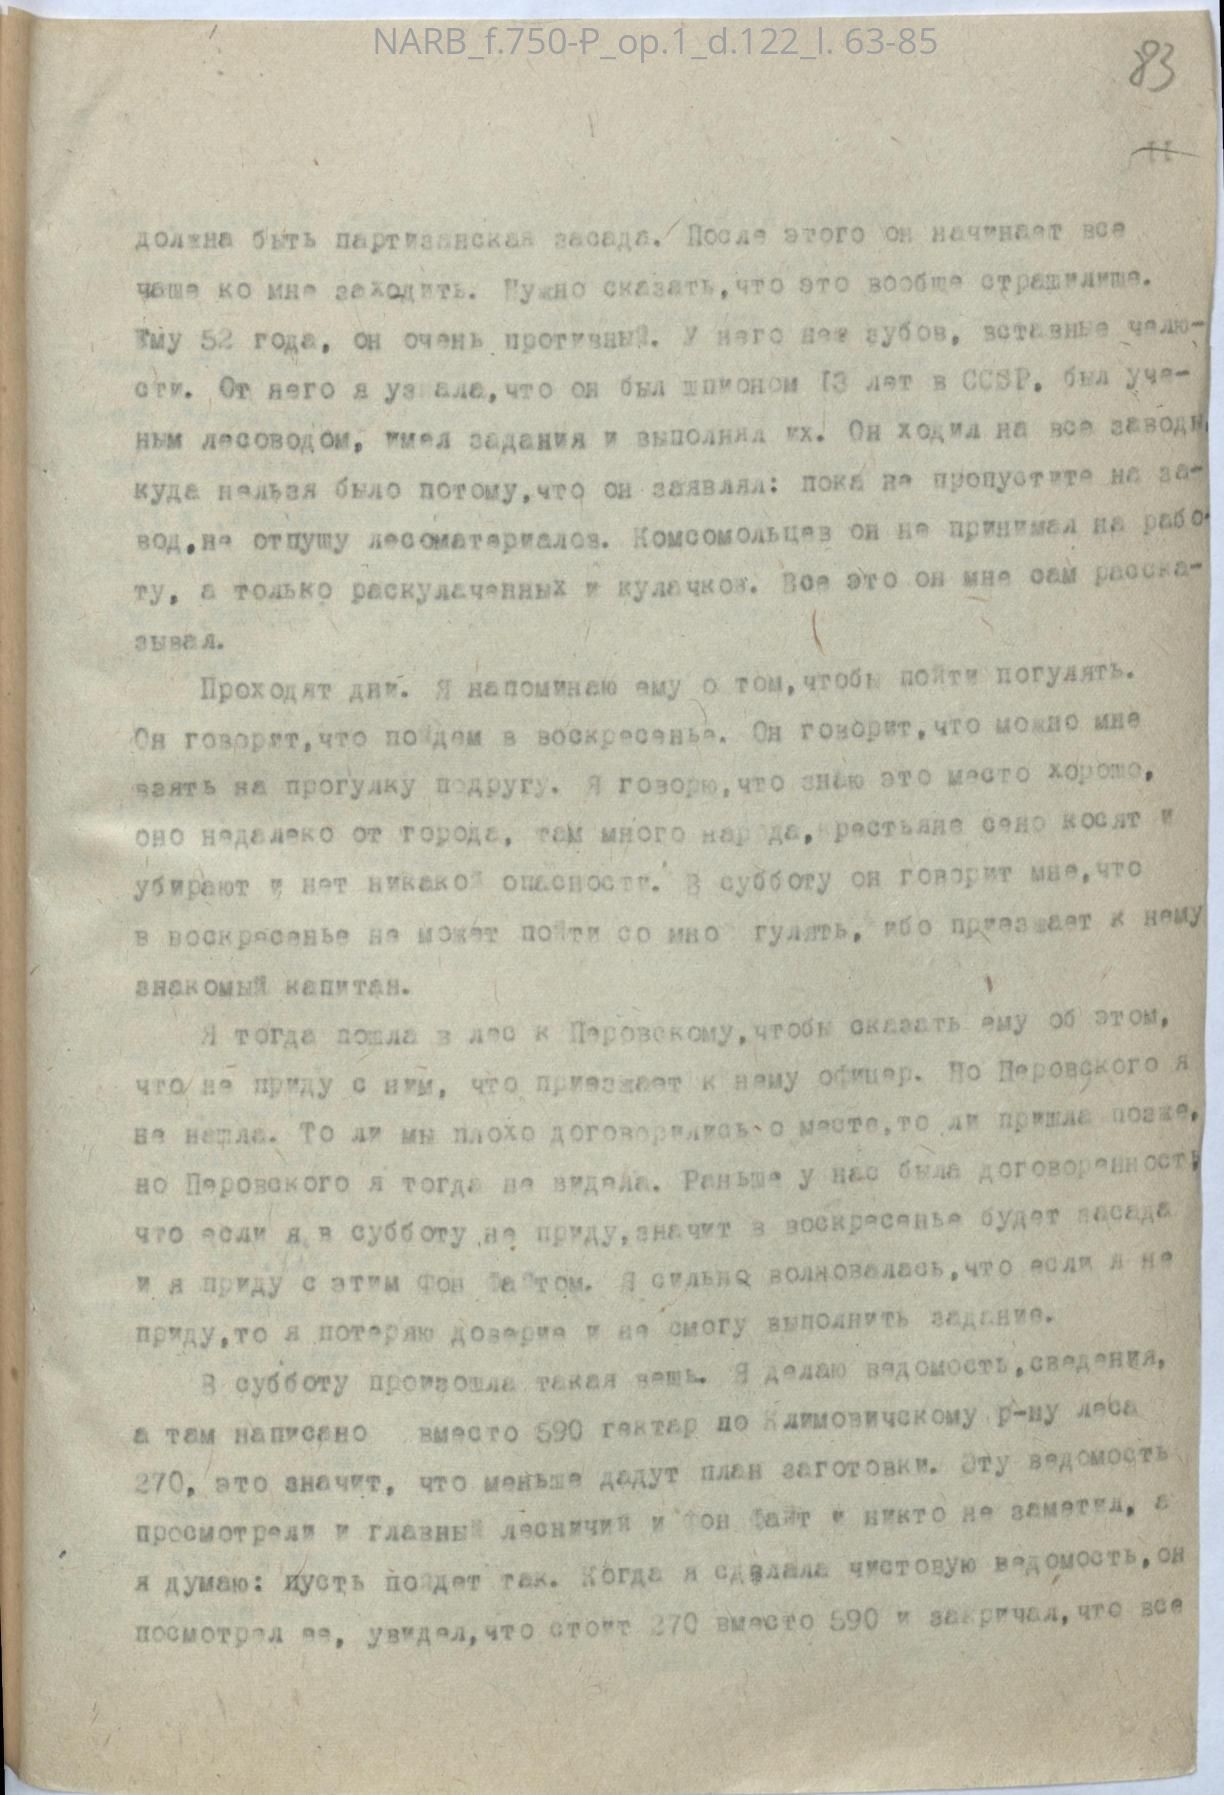 NARB_f.750-P_op.1_d.122_l. 63-85
83
11
должна быть партизанская засада. После этого он начинает все
чаще ко мне заходить. Нужно сказать,что это вообще страшилище.
Ему 52 года, он очень противный. У него нет зубов, вставные челю-
сти. От него я узнала,что он был шпионом 13 лет в СССР, был уче-
ным лесоводом, имел задания и выполнял их. Он ходил на все заводы
куда нельзя было потому,что он заявлял: пока не пропустите на за-
вод,не отпущу лесоматериалов. Комсомольцев он не принимал на рабо-
ту, а только раскулаченных и кулачков. Все это он мне сам расска-
зывал.
Проходят дни. Я напоминаю ему о том,чтобы пойти погулять.
Он говорят,что пойдем в воскресенье. Он говорит,что можно мне
взять на прогулку подругу. Я говорю,что знаю это место хорошо,
оно недалеко от города, там много народа, крестьяне сено косят и
убирают и нет никакой опасности. В субботу он говорит мне,что
в воскресенье не может пойти со мной гулять, ибо приезжает к нему
знакомый капитан.
Я тогда пошла в лес к Перовскому,чтобы сказать ему об этом,
что не приду с ним, что приезжает к нему офицер. Но Перовского я
не нашла. То ли мы плохо договорились о месте,то ли пришла позже,
но Перовского я тогда не видела. Раньше у нас была договоренность
что если я в субботу не приду,значит в воскресенье будет засада
и я приду с этим фон Файтом. Я сильно волновалась,что если я не
приду,то я потеряю доверие и не смогу выполнить задание.
В субботу произошла такая вещь. Я делаю ведомость,сведения,
а там написано вместо 590 гектар по Климовичскому р-ну леса
270, это значит, что меньше дадут план заготовки. Эту ведомость
просмотрели и главный лесничий и фон Файт и никто не заметил, а
я думаю: пусть пойдет так. Когда я сделала чистовую ведомость,он
посмотрел ее, увидел,что стоит 270 вместо 590 и закричал,что все